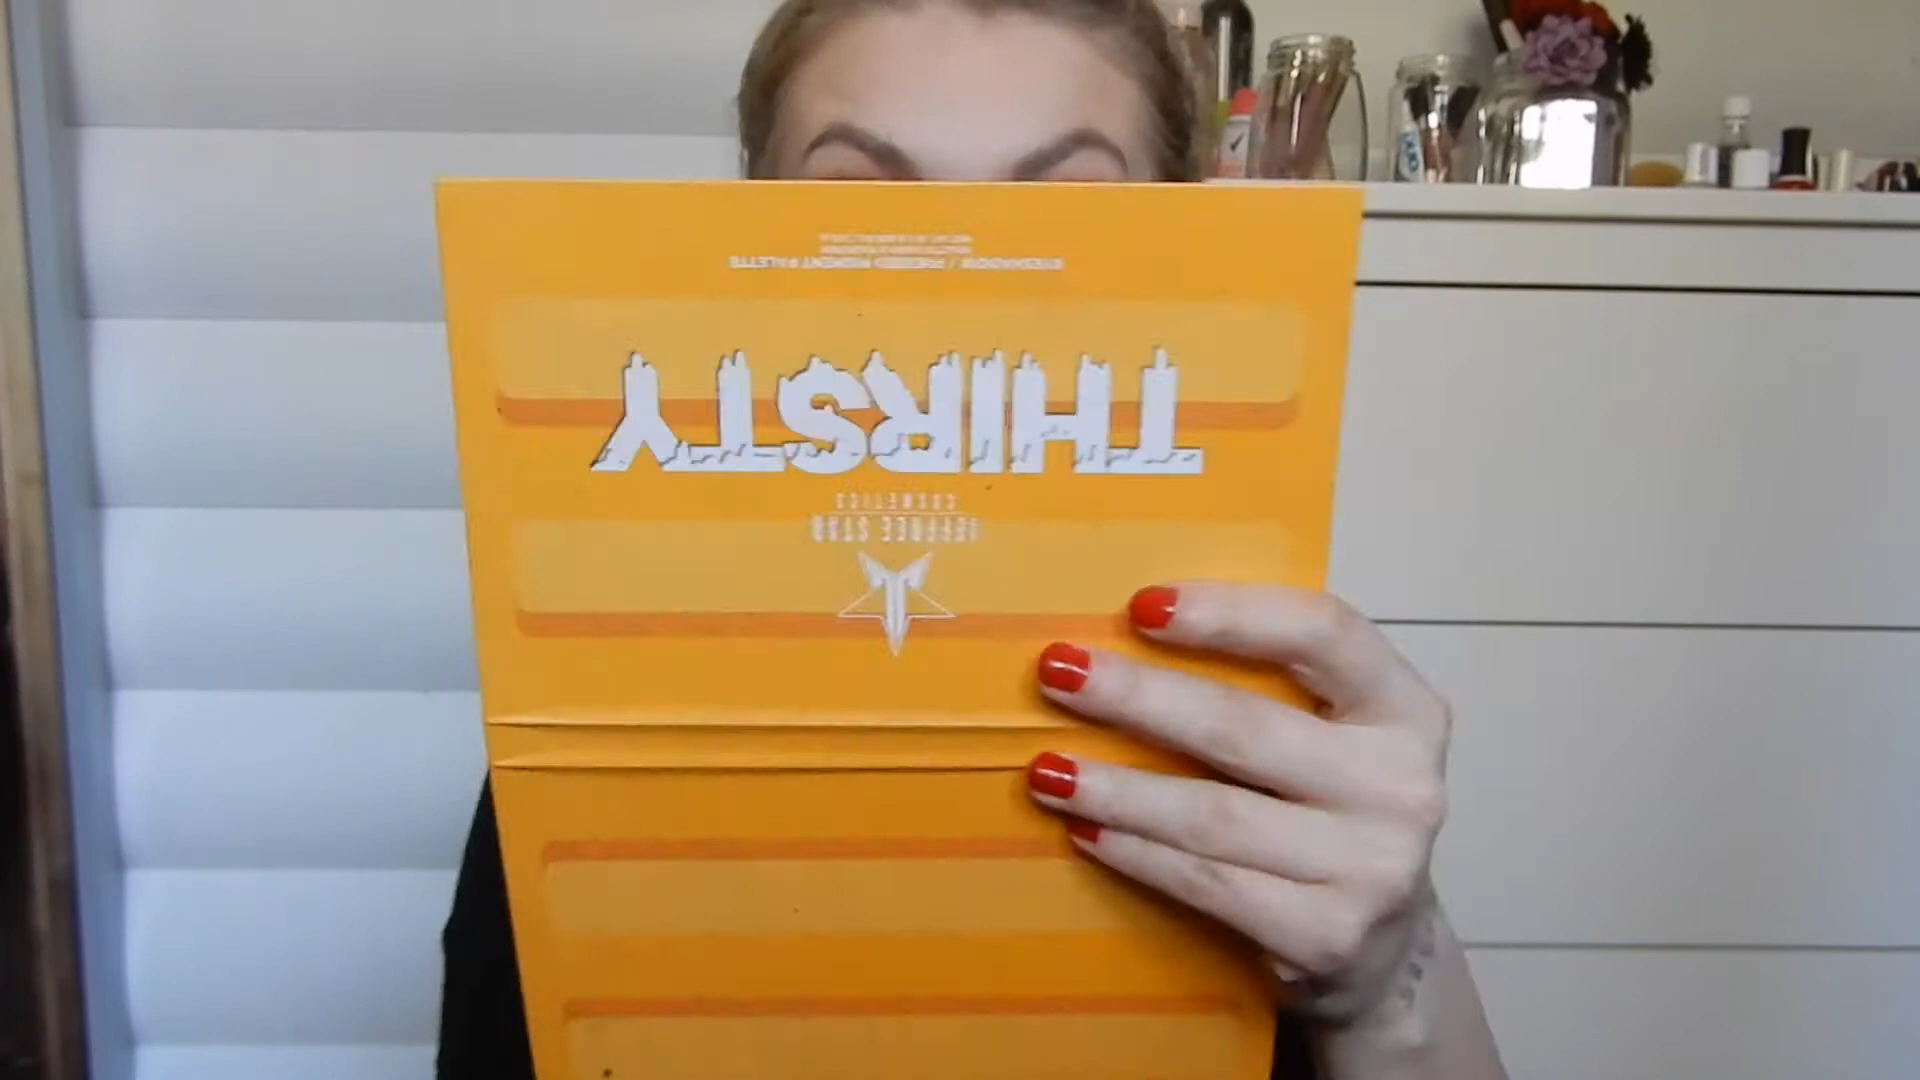 JEFFREE STAR
COSMETICS
THIRSTY
EYESHADOW / PRESSED PIGMENT PALETTE